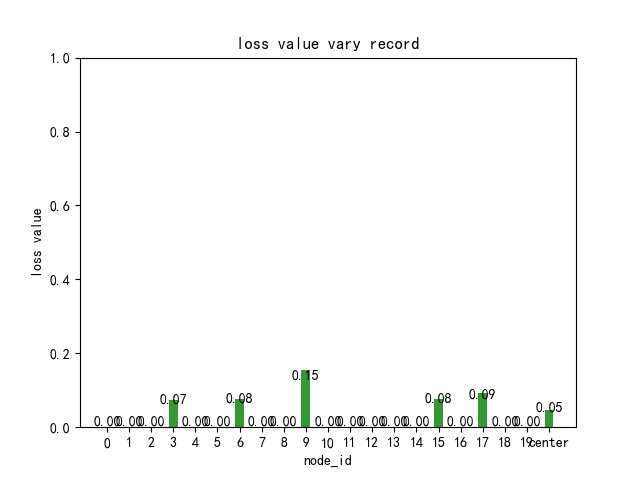 loss value vary record
1.0
0.8
0.6
0.4
0.2
0.0
loss value
0.00 0.00 0.00 0.07 0.00 0.00 0.08 0.00 0.00 0.15 0.00 0.00 0.00 0.00 0.00 0.08 0.00 0.09 0.00 0.00 0.05
0 1 2 3 4 5 6 7 8 9 10 11 12 13 14 15 16 17 18 19 center
node_id